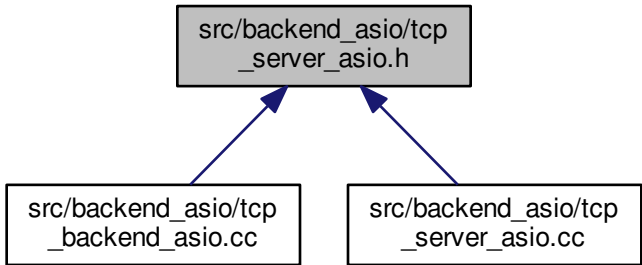 src/backend_asio/tcp
_server_asio.h
src/backend_asio/tcp
_backend_asio.cc
src/backend_asio/tcp
_server_asio.cc